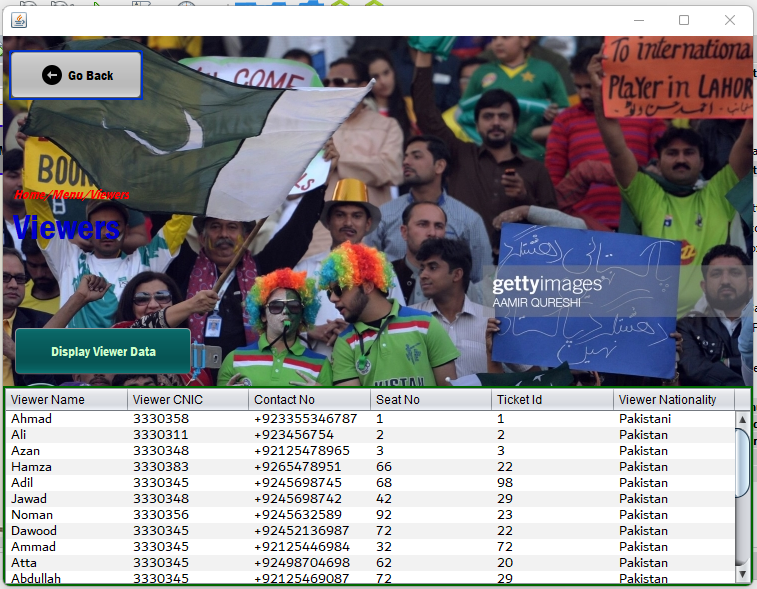 Go Back
COME
To international
Player in LAHOR
BOOM
Home/Menu/Viewers
Viewers
gettyimages
AAMIR QURESHI
Display Viewer Data
Viewer Name Viewer CNIC Contact No Seat No Ticket Id Viewer Nationality
Ahmad 3330358 +923355346787 1 1 Pakistani
Ali 3330311 +923456754 2 2 Pakistan
Azan 3330348 +92125478965 3 3 Pakistan
Hamza 3330383 +9265478951 66 22 Pakistan
Adil 3330345 +9245698745 68 98 Pakistan
Jawad 3330348 +9245698742 42 29 Pakistan
Noman 3330356 +9245632589 92 23 Pakistan
Dawood 3330345 +92452136987 72 22 Pakistan
Ammad 3330345 +92125446984 32 72 Pakistan
Atta 3330345 +92498704698 62 20 Pakistan
Abdullah 3330345 +92125469087 72 29 Pakistan